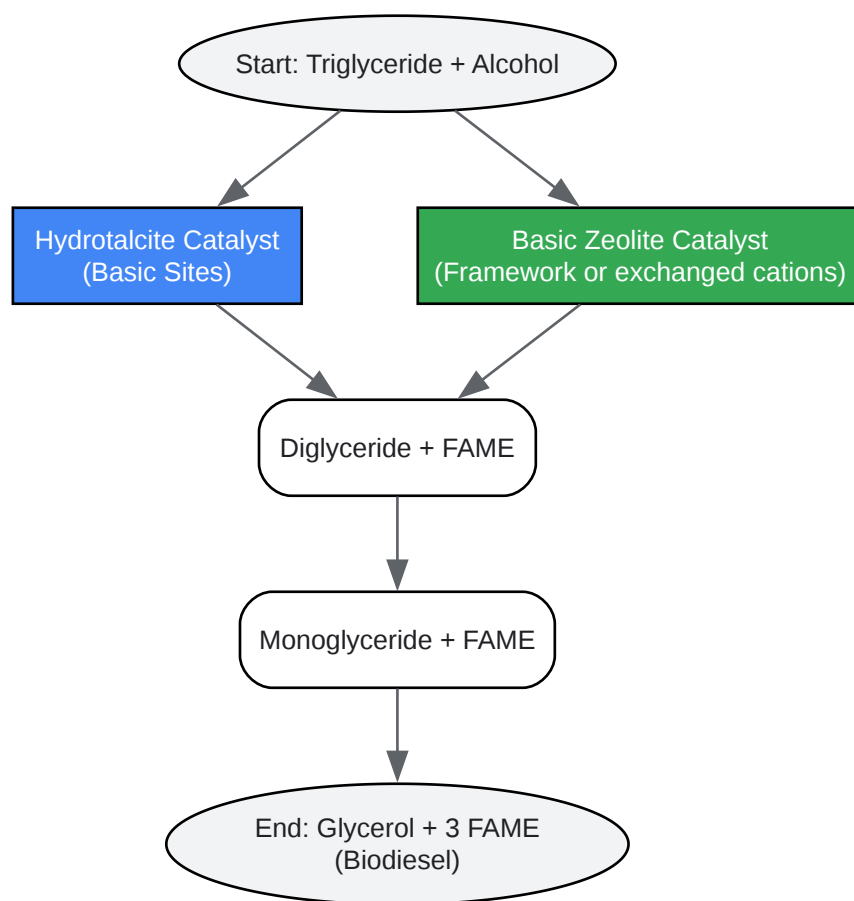 Start: Triglyceride + Alcohol
Hydrotalcite Catalyst
(Basic Sites)
Basic Zeolite Catalyst
(Framework or exchanged cations)
Diglyceride + FAME
Monoglyceride + FAME
End: Glycerol + 3 FAME
(Biodiesel)